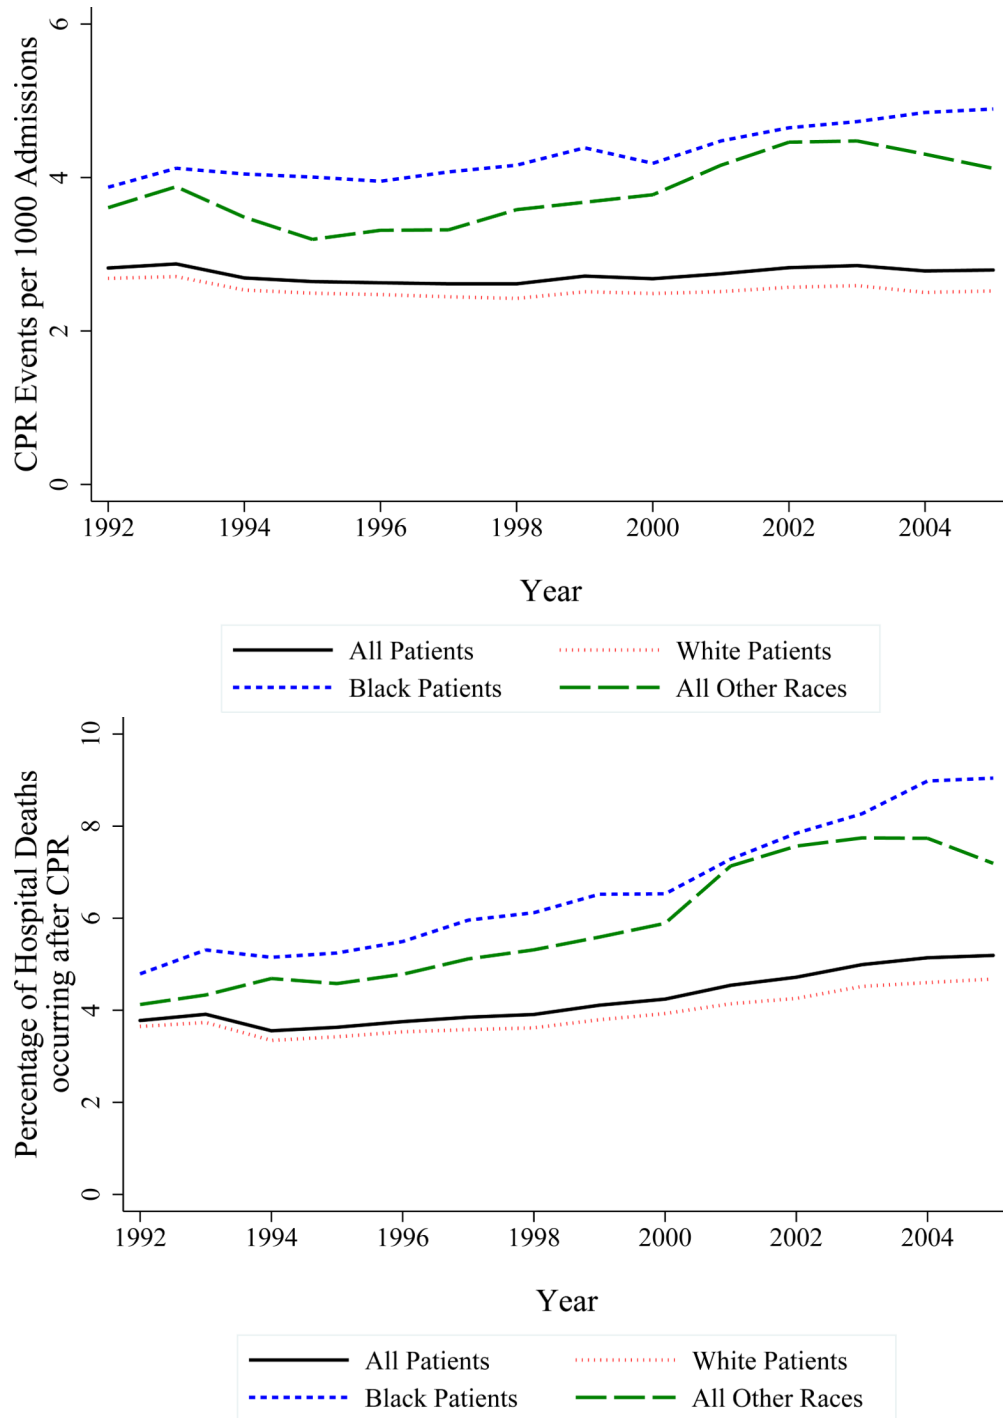 CPR Events per 1000 Admissions
6
4
2
0
1992 1994 1996 1998 2000 2002 2004
Year
All Patients White Patients
Black Patients All Other Races
Percentage of Hospital Deaths
occurring after CPR
10
8
6
4
2
0
1992 1994 1996 1998 2000 2002 2004
Year
All Patients White Patients
Black Patients All Other Races